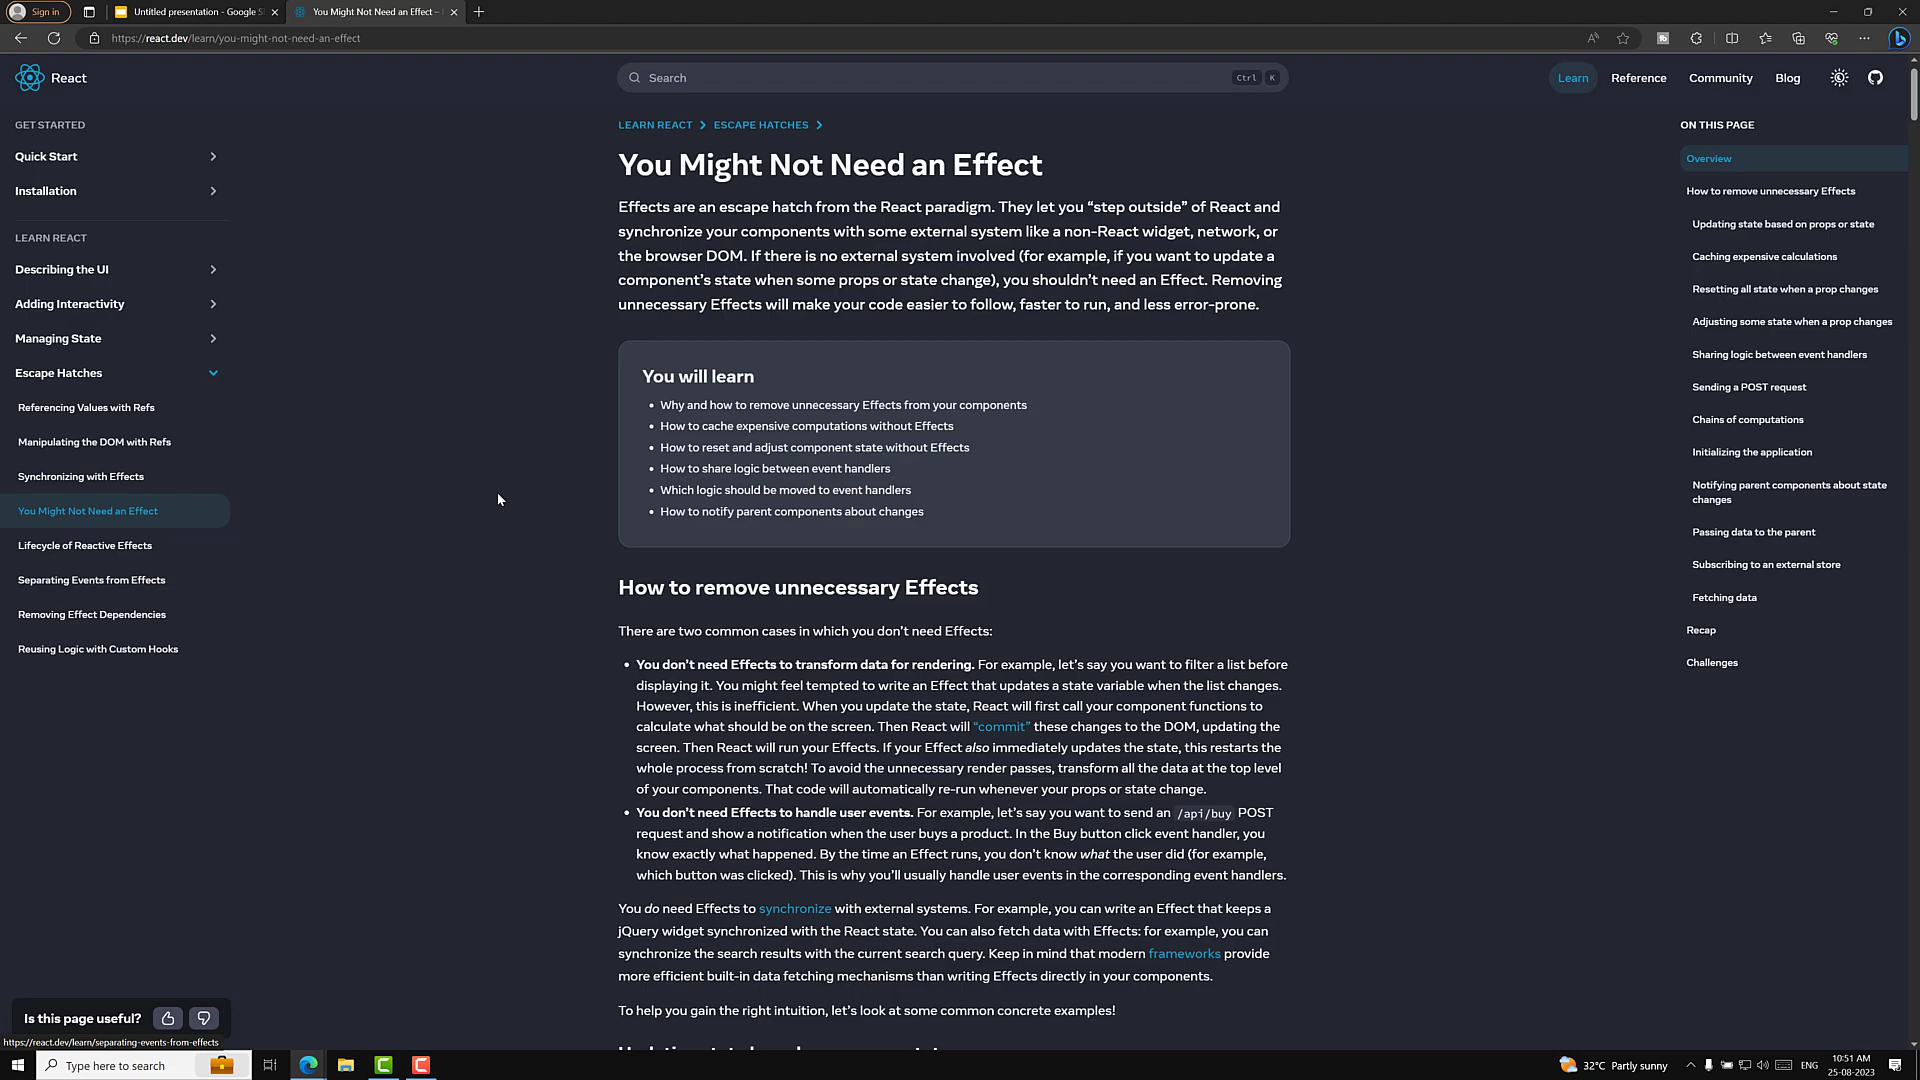 Sign in
Untitled presentation - Google S
You Might Not Need an Effect –
https://react.dev/learn/you-might-not-need-an-effect
React
Search
Ctrl K
Learn
Reference
Community
Blog
GET STARTED
Quick Start
Installation
LEARN REACT
Describing the UI
Adding Interactivity
Managing State
Escape Hatches
Referencing Values with Refs
Manipulating the DOM with Refs
Synchronizing with Effects
You Might Not Need an Effect
Lifecycle of Reactive Effects
Separating Events from Effects
Removing Effect Dependencies
Reusing Logic with Custom Hooks
Is this page useful?
https://react.dev/learn/separating-events-from-effects
LEARN REACT
ESCAPE HATCHES
You Might Not Need an Effect
Effects are an escape hatch from the React paradigm. They let you “step outside” of React and
synchronize your components with some external system like a non-React widget, network, or
the browser DOM. If there is no external system involved (for example, if you want to update a
component’s state when some props or state change), you shouldn’t need an Effect. Removing
unnecessary Effects will make your code easier to follow, faster to run, and less error-prone.
You will learn
• Why and how to remove unnecessary Effects from your components
• How to cache expensive computations without Effects
• How to reset and adjust component state without Effects
• How to share logic between event handlers
• Which logic should be moved to event handlers
• How to notify parent components about changes
How to remove unnecessary Effects
There are two common cases in which you don’t need Effects:
• You don’t need Effects to transform data for rendering. For example, let’s say you want to filter a list before
displaying it. You might feel tempted to write an Effect that updates a state variable when the list changes.
However, this is inefficient. When you update the state, React will first call your component functions to
calculate what should be on the screen. Then React will “commit” these changes to the DOM, updating the
screen. Then React will run your Effects. If your Effect also immediately updates the state, this restarts the
whole process from scratch! To avoid the unnecessary render passes, transform all the data at the top level
of your components. That code will automatically re-run whenever your props or state change.
• You don’t need Effects to handle user events. For example, let’s say you want to send an /api/buy POST
request and show a notification when the user buys a product. In the Buy button click event handler, you
know exactly what happened. By the time an Effect runs, you don’t know what the user did (for example,
which button was clicked). This is why you’ll usually handle user events in the corresponding event handlers.
You do need Effects to synchronize with external systems. For example, you can write an Effect that keeps a
jQuery widget synchronized with the React state. You can also fetch data with Effects: for example, you can
synchronize the search results with the current search query. Keep in mind that modern frameworks provide
more efficient built-in data fetching mechanisms than writing Effects directly in your components.
To help you gain the right intuition, let’s look at some common concrete examples!
ON THIS PAGE
Overview
How to remove unnecessary Effects
Updating state based on props or state
Caching expensive calculations
Resetting all state when a prop changes
Adjusting some state when a prop changes
Sharing logic between event handlers
Sending a POST request
Chains of computations
Initializing the application
Notifying parent components about state
changes
Passing data to the parent
Subscribing to an external store
Fetching data
Recap
Challenges
Type here to search
32°C Partly sunny
ENG
10:51 AM
25-08-2023